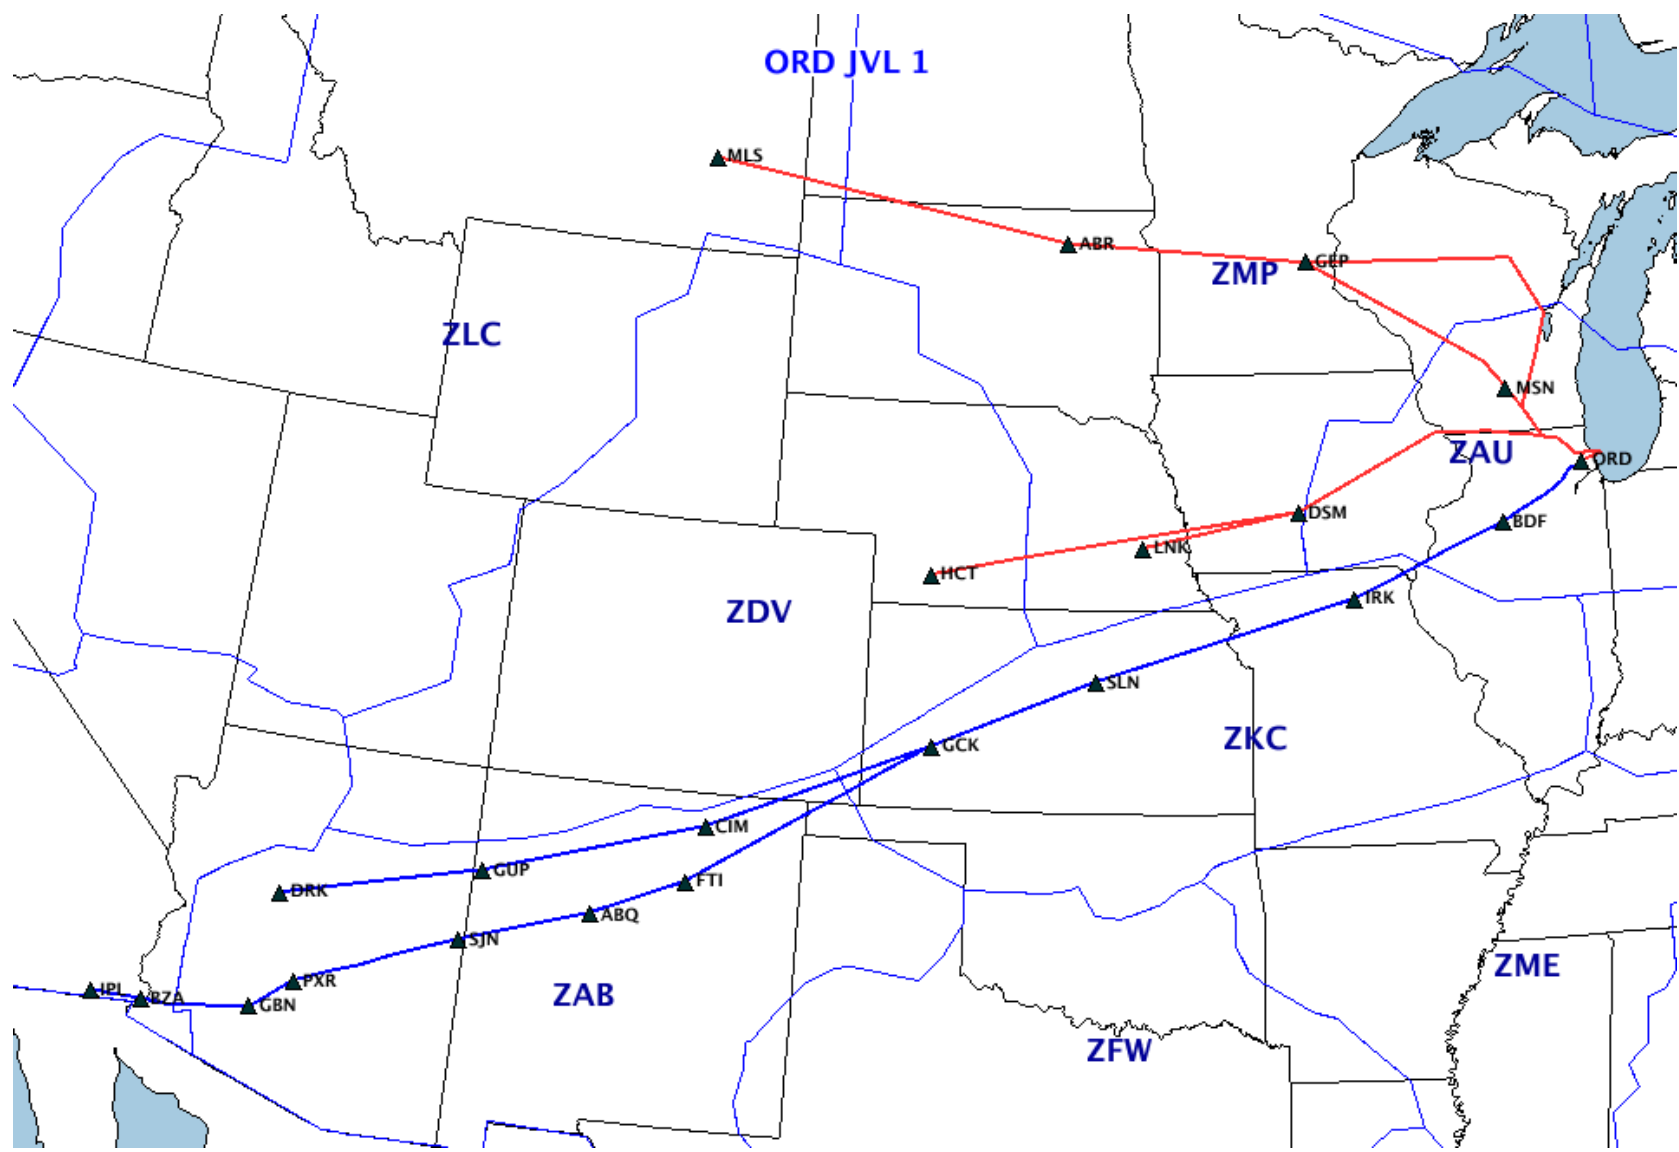 ORD JVL 1
MLS
ABR
GEP
ZMP
ZLC
MSN
ZAU
ORD
DSM
BDF
LNK
HCT
IRK
ZDV
SLN
ZKC
GCK
CIM
GUP
FTI
DRK
ABQ
SJN
ZME
PXR
IPL
BZA
ZAB
GBN
ZFW